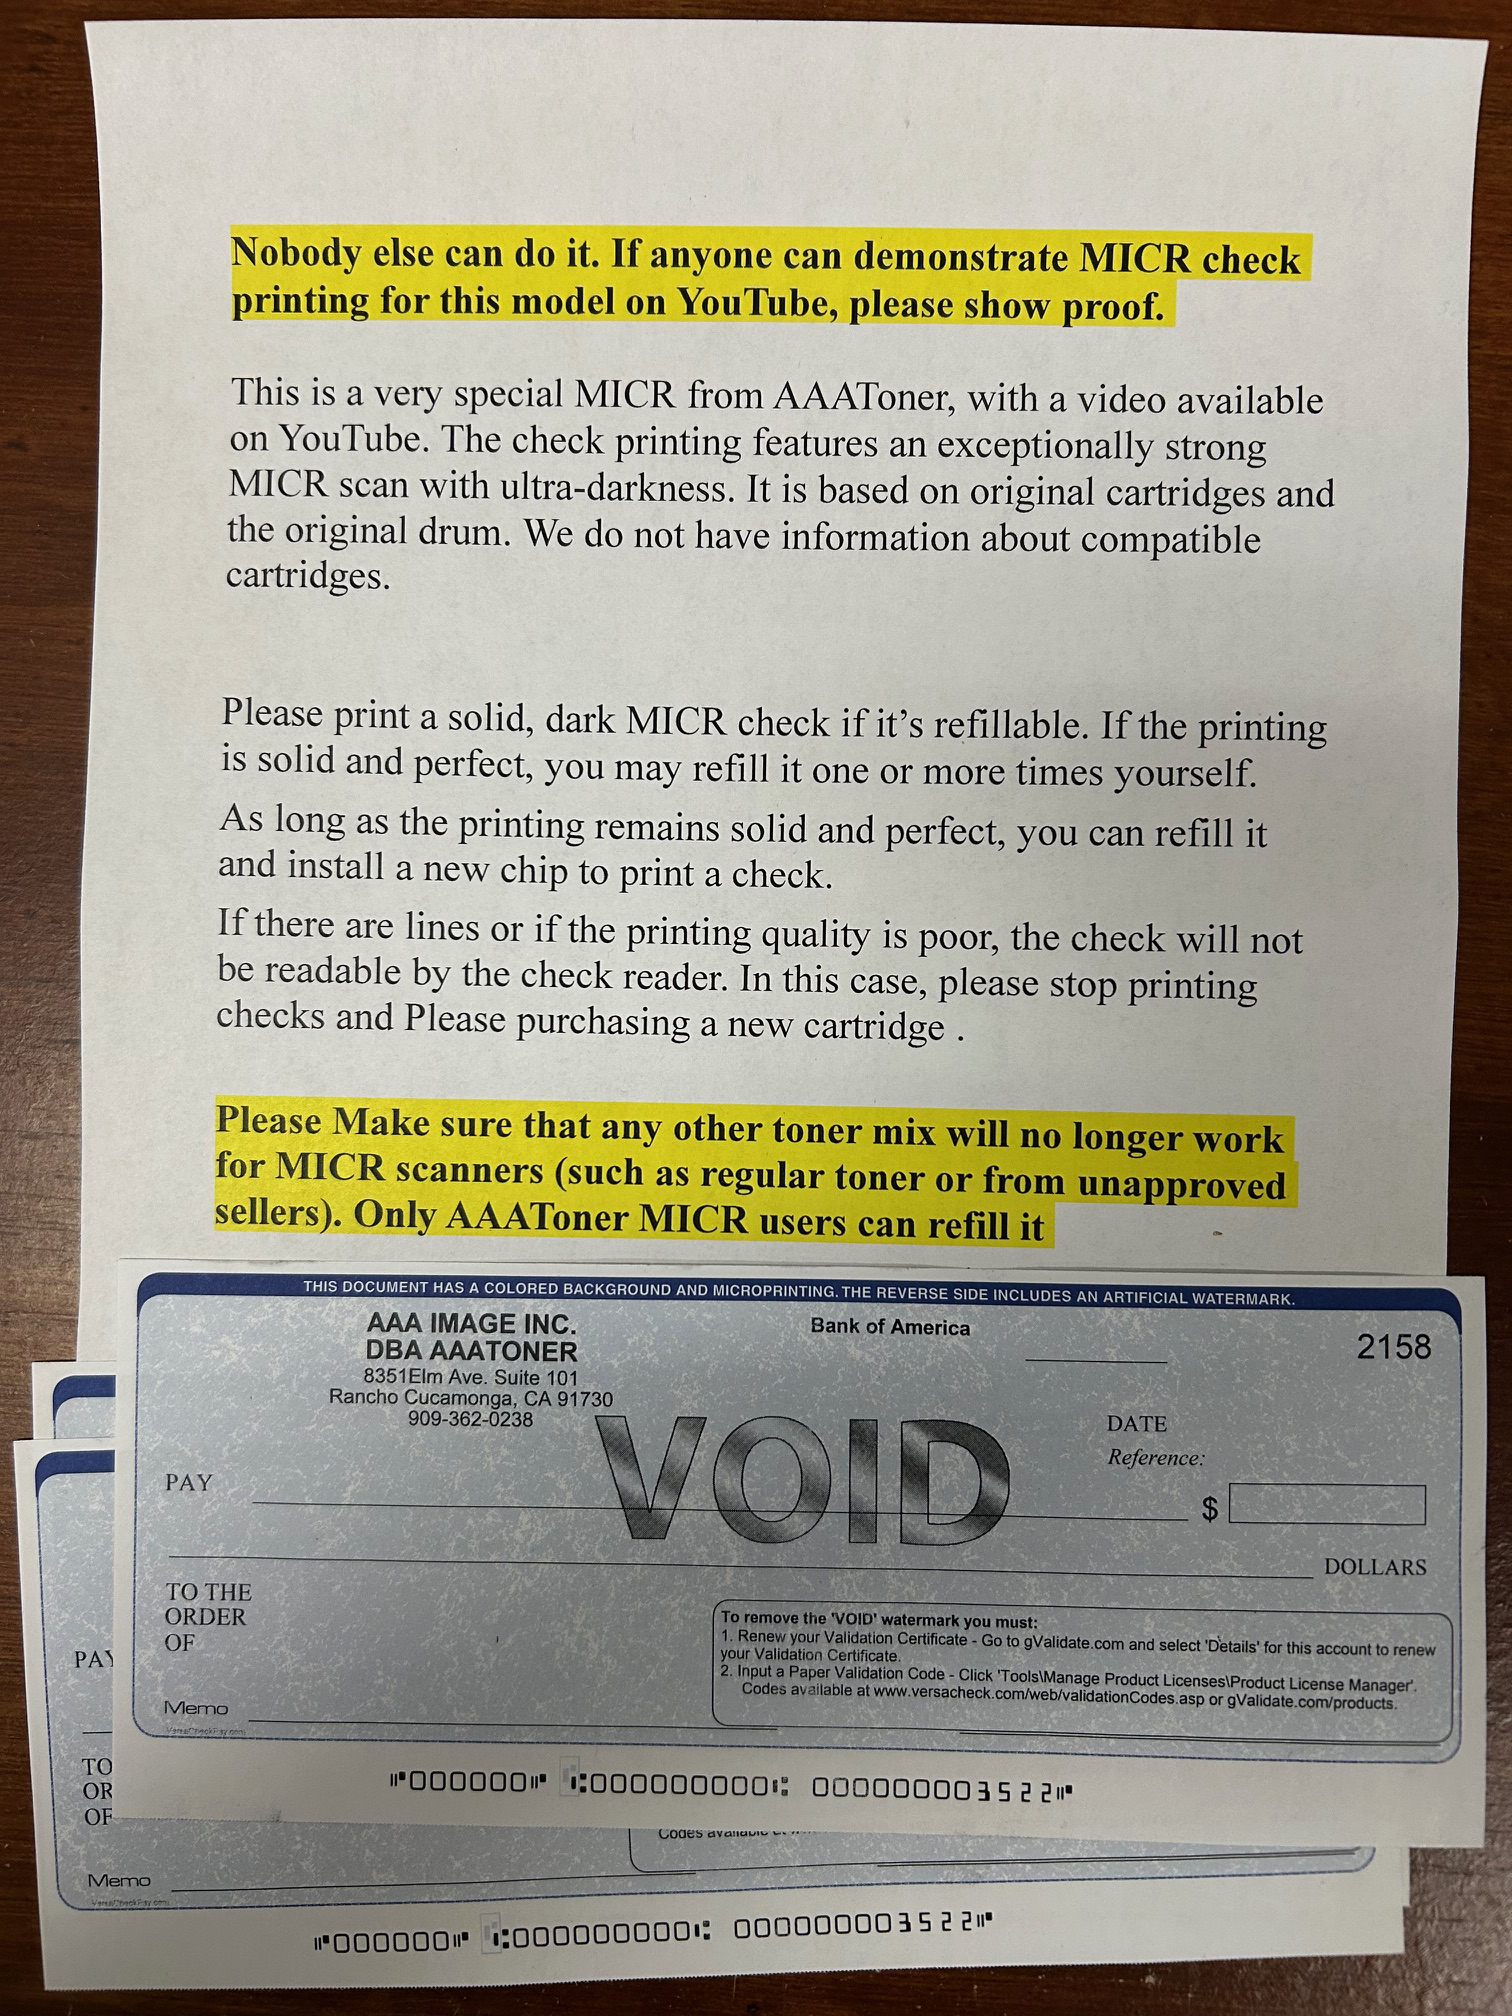 Nobody else can do it. If anyone can demonstrate MICR check
printing for this model on YouTube, please show proof.
This is a very special MICR from AAAToner, with a video available
on YouTube. The check printing features an exceptionally strong
MICR scan with ultra-darkness. It is based on original cartridges and
the original drum. We do not have information about compatible
cartridges.
Please print a solid, dark MICR check if it’s refillable. If the printing
is solid and perfect, you may refill it one or more times yourself.
As long as the printing remains solid and perfect, you can refill it
and install a new chip to print a check.
If there are lines or if the printing quality is poor, the check will not
be readable by the check reader. In this case, please stop printing
checks and Please purchasing a new cartridge .
Please Make sure that any other toner mix will no longer work
for MICR scanners (such as regular toner or from unapproved
sellers). Only AAAToner MICR users can refill it
THIS DOCUMENT HAS A COLORED BACKGROUND AND MICROPRINTING. THE REVERSE SIDE INCLUDES AN ARTIFICIAL WATERMARK.
AAA IMAGE INC.
DBA AAATONER
8351Elm Ave. Suite 101
Rancho Cucamonga, CA 91730
909-362-0238
Bank of America
2158
VOID
DATE
Reference:
PAY
$
DOLLARS
TO THE
ORDER
OF
To remove the 'VOID' watermark you must:
1. Renew your Validation Certificate - Go to gValidate.com and select 'Details' for this account to renew
your Validation Certificate.
2. Input a Paper Validation Code - Click 'Tools\Manage Product Licenses\Product License Manager'.
Codes available at www.versacheck.com/web/validationCodes.asp or gValidate.com/products.
Memo
VersaCheckPay.com
⑈000000⑈ ⑆000000000⑆ 000000003522⑈
PAY
TO
OR
OF
Codes available
Memo
VersaCheckPay.com
⑈000000⑈ ⑆000000000⑆ 000000003522⑈